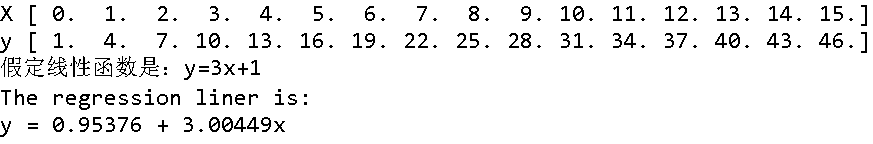 X [ 0. 1. 2. 3. 4. 5. 6. 7. 8. 9. 10. 11. 12. 13. 14. 15.]
y [ 1. 4. 7. 10. 13. 16. 19. 22. 25. 28. 31. 34. 37. 40. 43. 46.]
假定线性函数是：y=3x+1
The regression liner is:
y = 0.95376 + 3.00449x